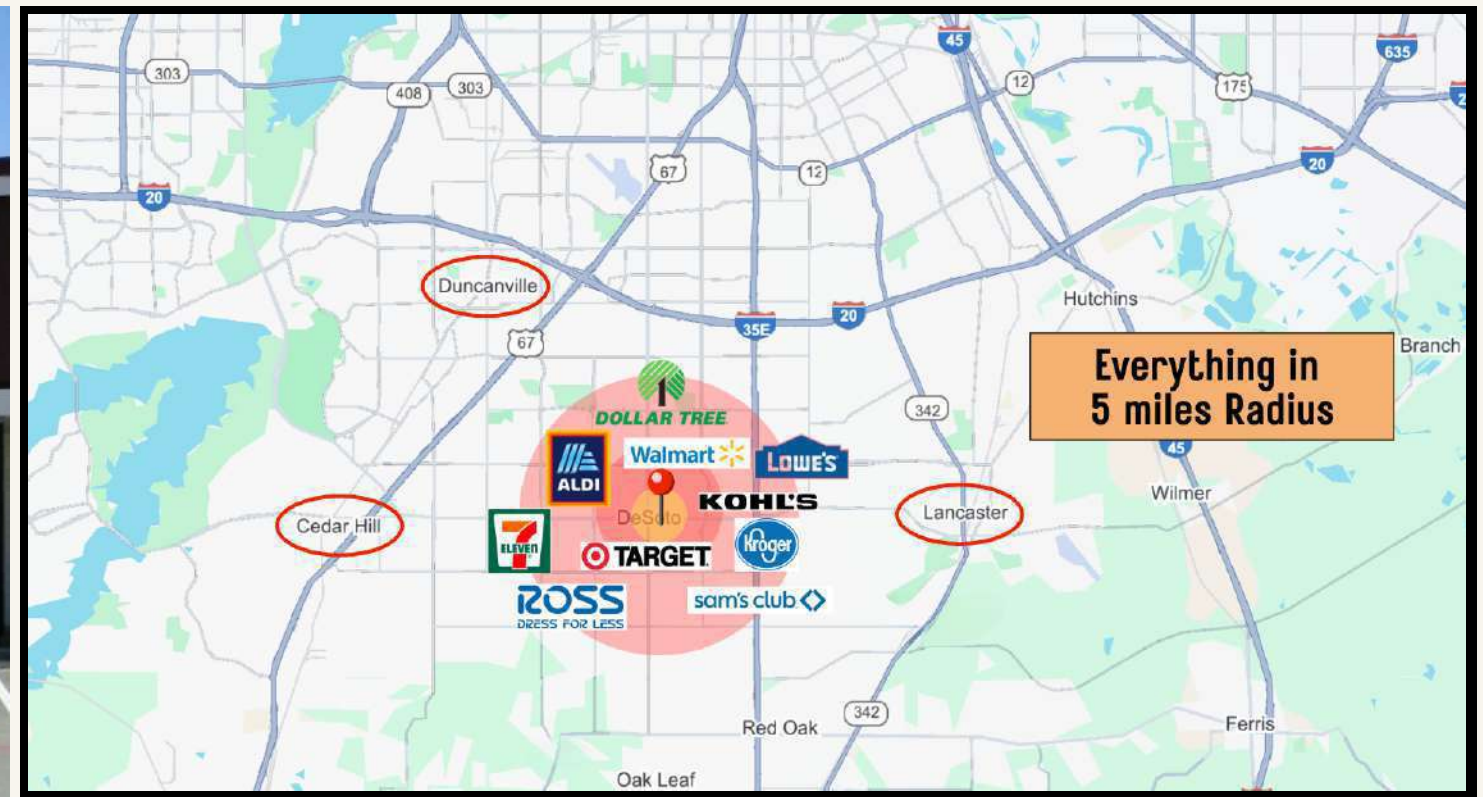 45
635
303
408
303
12
175
2
67
12
20
20
Duncanville
Hutchins
35E
20
67
Branch
Everything in
5 miles Radius
1
DOLLAR TREE
342
Walmart
LOWE'S
ALDI
45
KOHL'S
Wilmer
Cedar Hill
DeSoto
Lancaster
7
ELEVEN
TARGET
Kroger
ROSS
DRESS FOR LESS
sam's club
342
Red Oak
Ferris
Oak Leaf